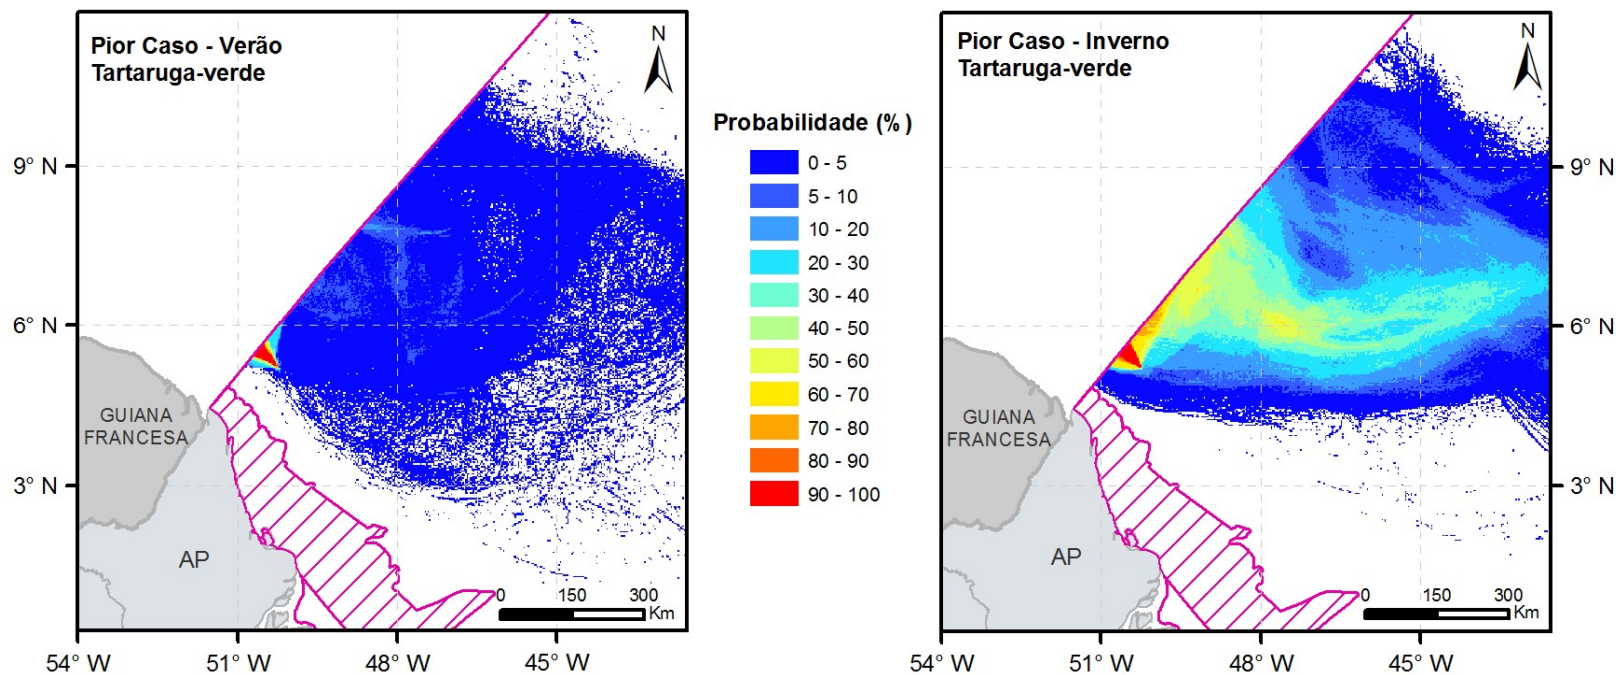 Pior Caso - Verão
Tartaruga-verde
N
9° N
6° N
3° N
GUIANA
FRANCESA
AP
0 150 300
Km
54° W 51° W 48° W 45° W
Probabilidade (%)
0 - 5
5 - 10
10 - 20
20 - 30
30 - 40
40 - 50
50 - 60
60 - 70
70 - 80
80 - 90
90 - 100
Pior Caso - Inverno
Tartaruga-verde
N
9° N
6° N
3° N
GUIANA
FRANCESA
AP
0 150 300
Km
54° W 51° W 48° W 45° W